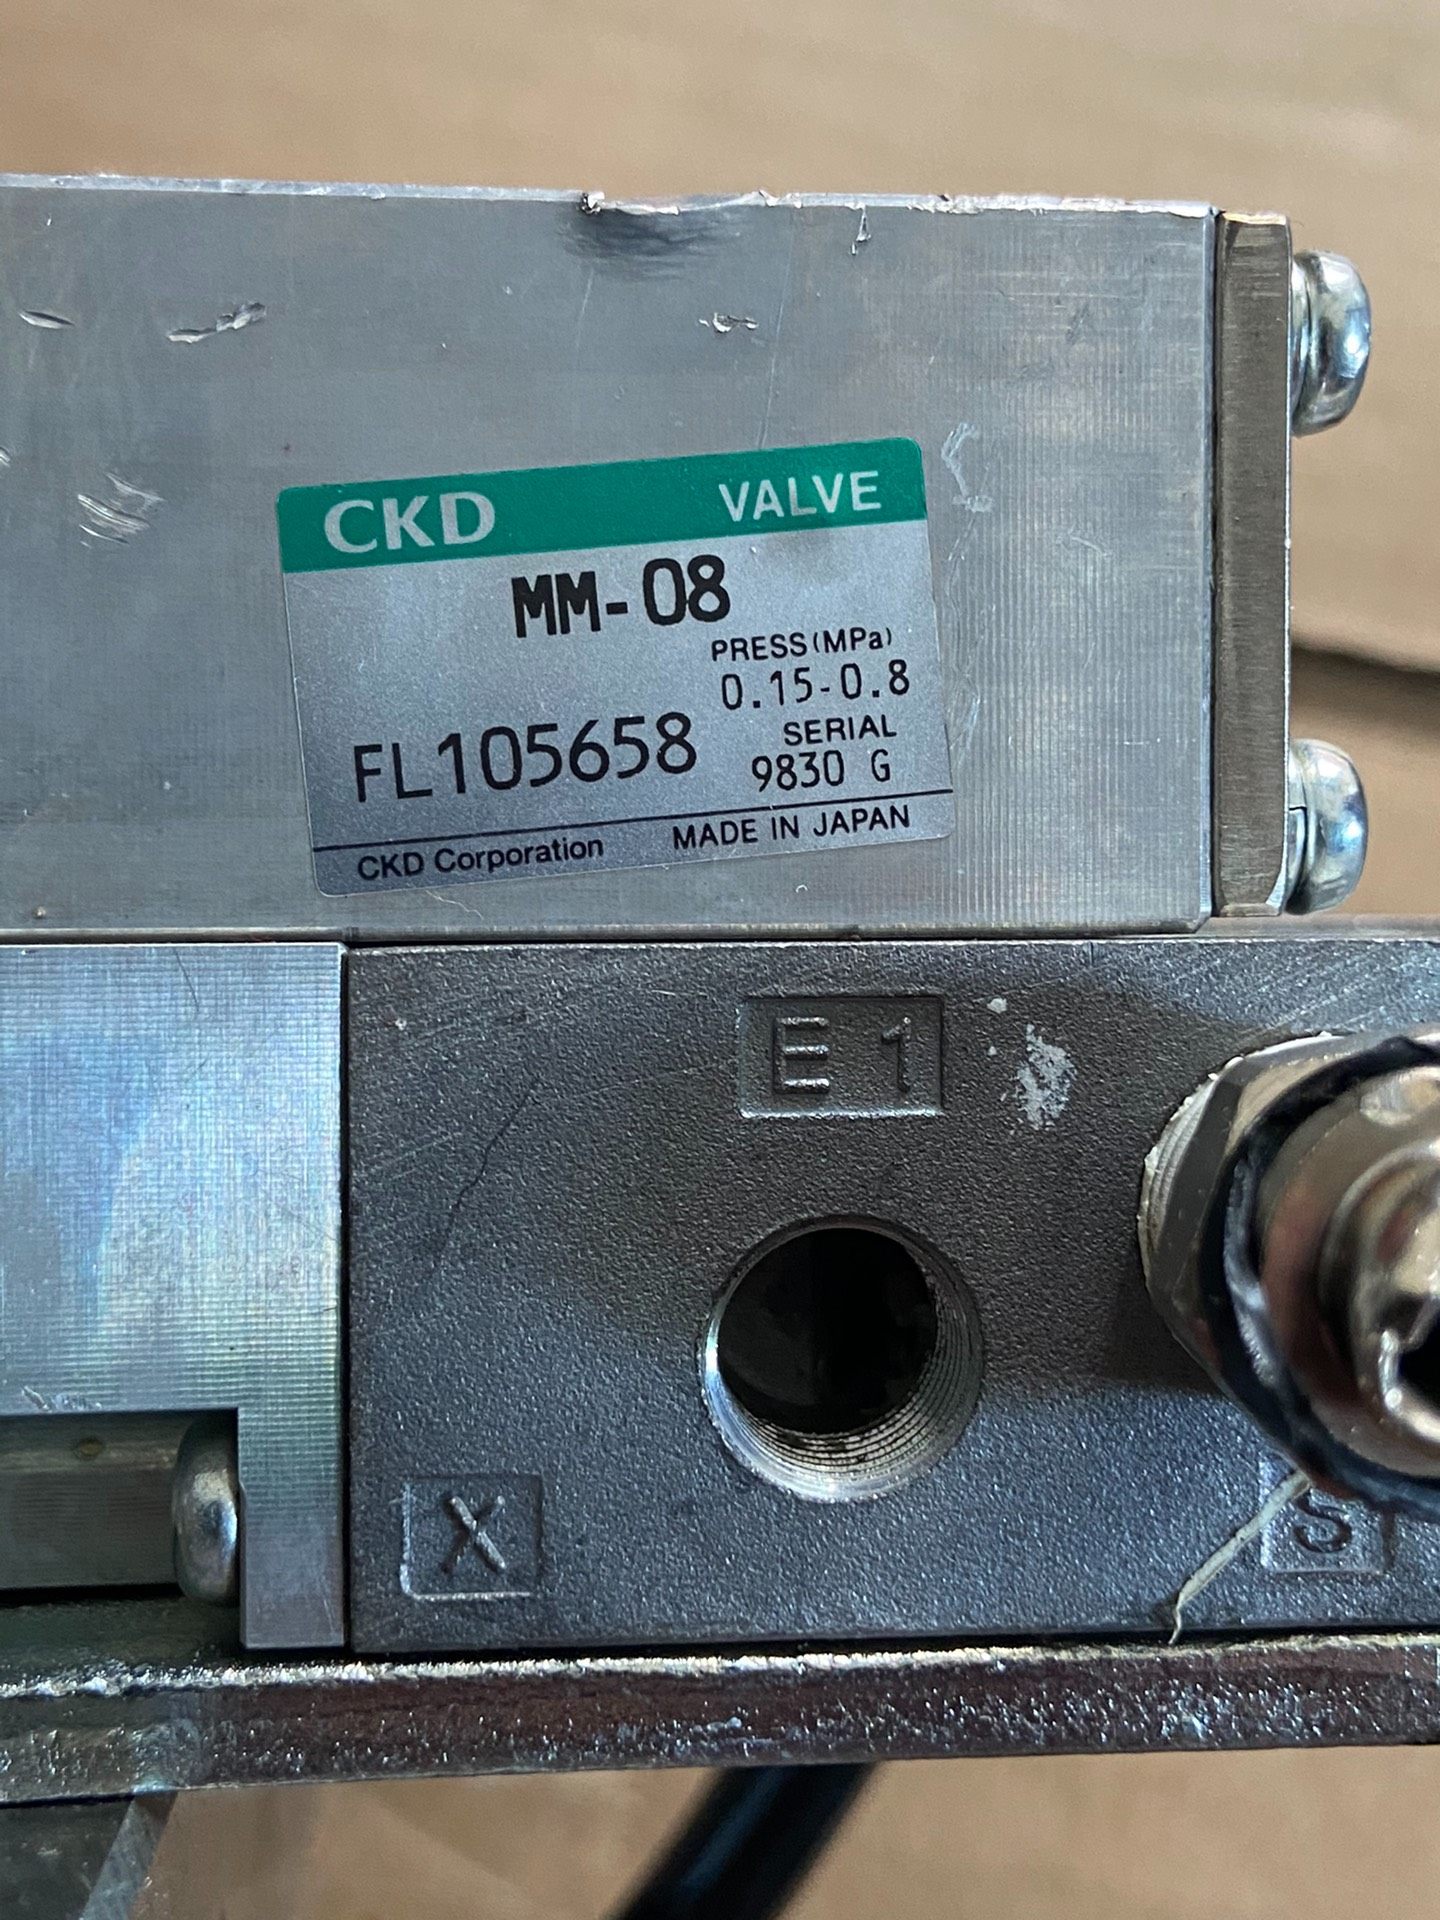 CKD VALVE
MM-08
PRESS(MPa)
0.15-0.8
FL105658
SERIAL
9830 G
CKD Corporation MADE IN JAPAN
E1
X
S